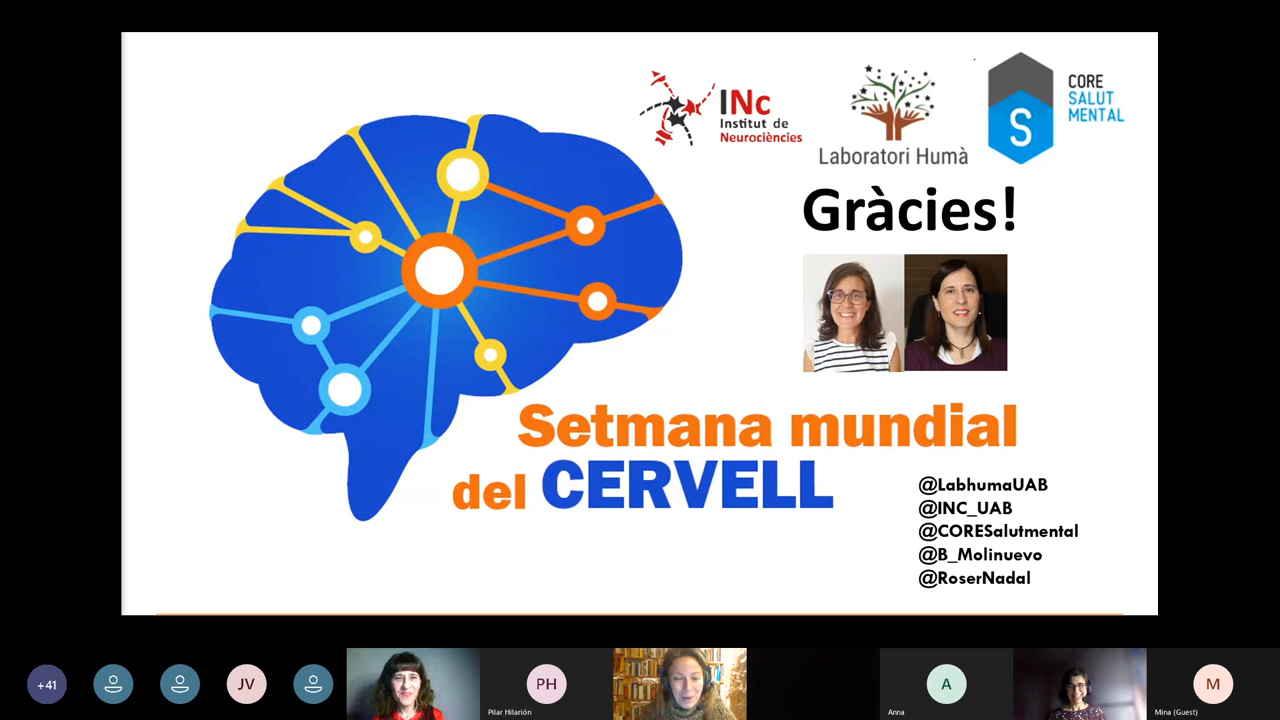 INc
Institut de
Neurociències
Laboratori Humà
CORE
SALUT
MENTAL
S
Gràcies!
Setmana mundial
del CERVELL
@LabhumaUAB
@INC_UAB
@CORESalutmental
@B_Molinuevo
@RoserNadal
+41
JV
PH
Pilar Hilarión
A
Anna
M
Mina (Guest)